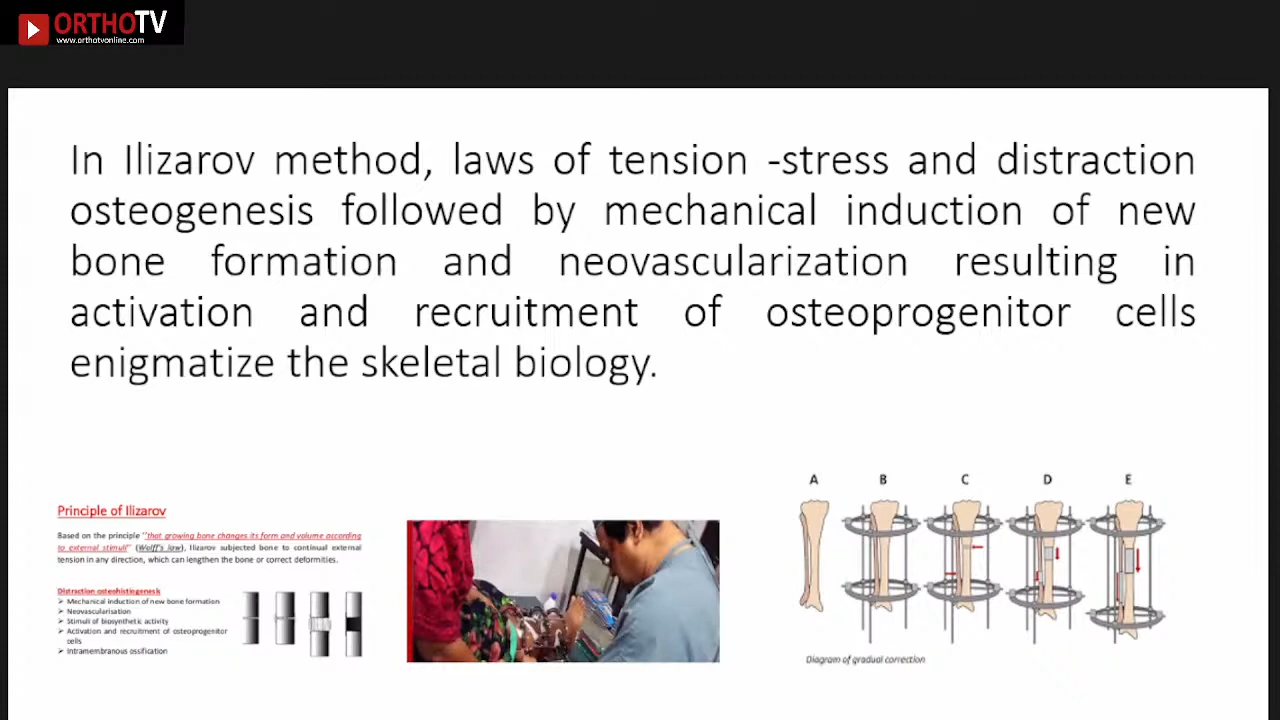 ORTHOTV
www.orthotvonline.com
In Ilizarov method, laws of tension -stress and distraction
osteogenesis followed by mechanical induction of new
bone formation and neovascularization resulting in
activation and recruitment of osteoprogenitor cells
enigmatize the skeletal biology.
Principle of Ilizarov
Based on the principle "that growing bone changes its form and volume according
to external stimuli" (Wolff's law), Ilizarov subjected bone to continual external
tension in any direction, which can lengthen the bone or correct deformities.
Distraction osteohistiogenesis
➢ Mechanical induction of new bone formation
➢ Neovascularisation
➢ Stimuli of biosynthetic activity
➢ Activation and recruitment of osteoprogenitor
cells
➢ Intramembranous ossification
A B C D E
Diagram of gradual correction